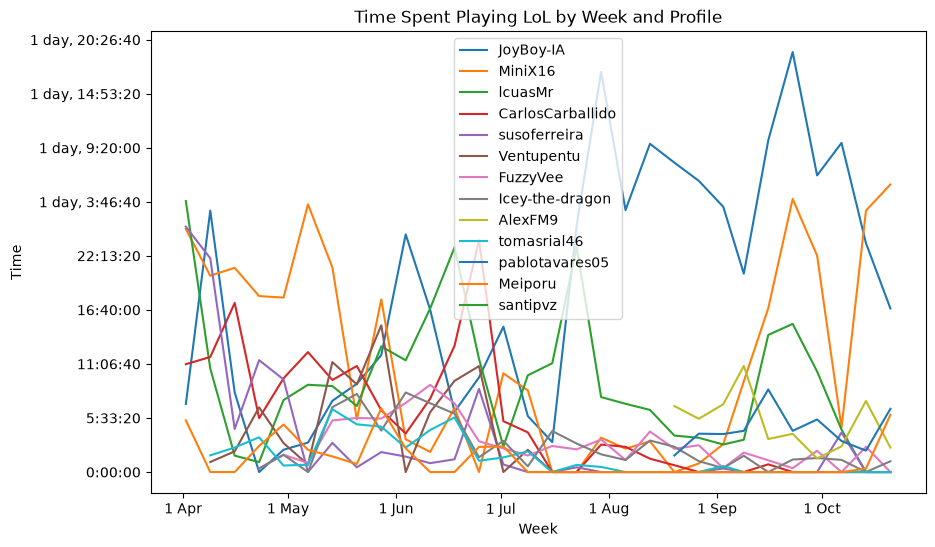 Time Spent Playing LoL by Week and Profile
1 day, 20:26:40
1 day, 14:53:20
1 day, 9:20:00
1 day, 3:46:40
22:13:20
16:40:00
11:06:40
5:33:20
0:00:00
Time
JoyBoy-IA
MiniX16
lcuasMr
CarlosCarballido
susoferreira
Ventupentu
FuzzyVee
Icey-the-dragon
AlexFM9
tomasrial46
pablotavares05
Meiporu
santipvz
1 Apr
1 May
1 Jun
1 Jul
1 Aug
1 Sep
1 Oct
Week